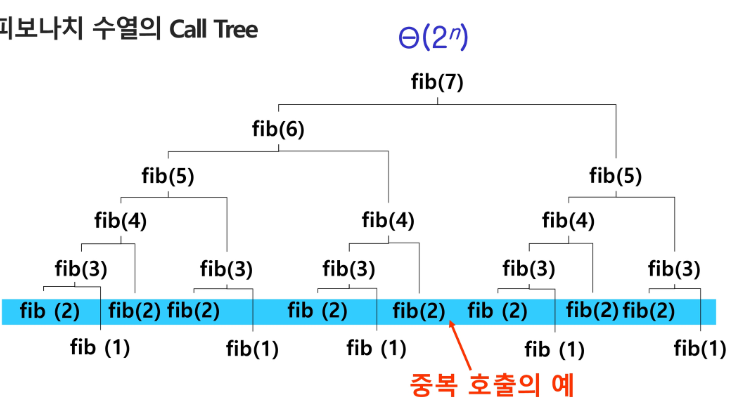 피보나치 수열의 Call Tree
Θ(2ⁿ)
fib(7)
fib(6)
fib(5) fib(5)
fib(4) fib(4) fib(4)
fib(3) fib(3) fib(3) fib(3) fib(3)
fib (2) fib(2) fib(2) fib (2) fib(2) fib (2) fib(2) fib(2)
fib (1) fib(1) fib (1) fib (1) fib(1)
중복 호출의 예